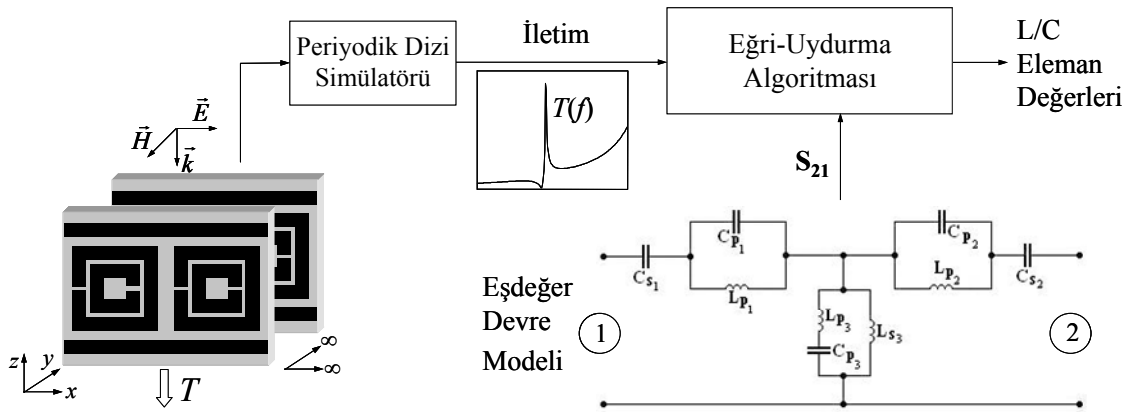 Periyodik Dizi
Simülatörü
İletim
Eğri-Uydurma
Algoritması
L/C
Eleman
Değerleri
T(f)
E
H
k
S21
Cs1
Cp1
Lp1
Cp2
Lp2
Cs2
Lp3
Cp3
Ls3
Eşdeğer
Devre
Modeli
1
2
z
y
x
T
∞
∞